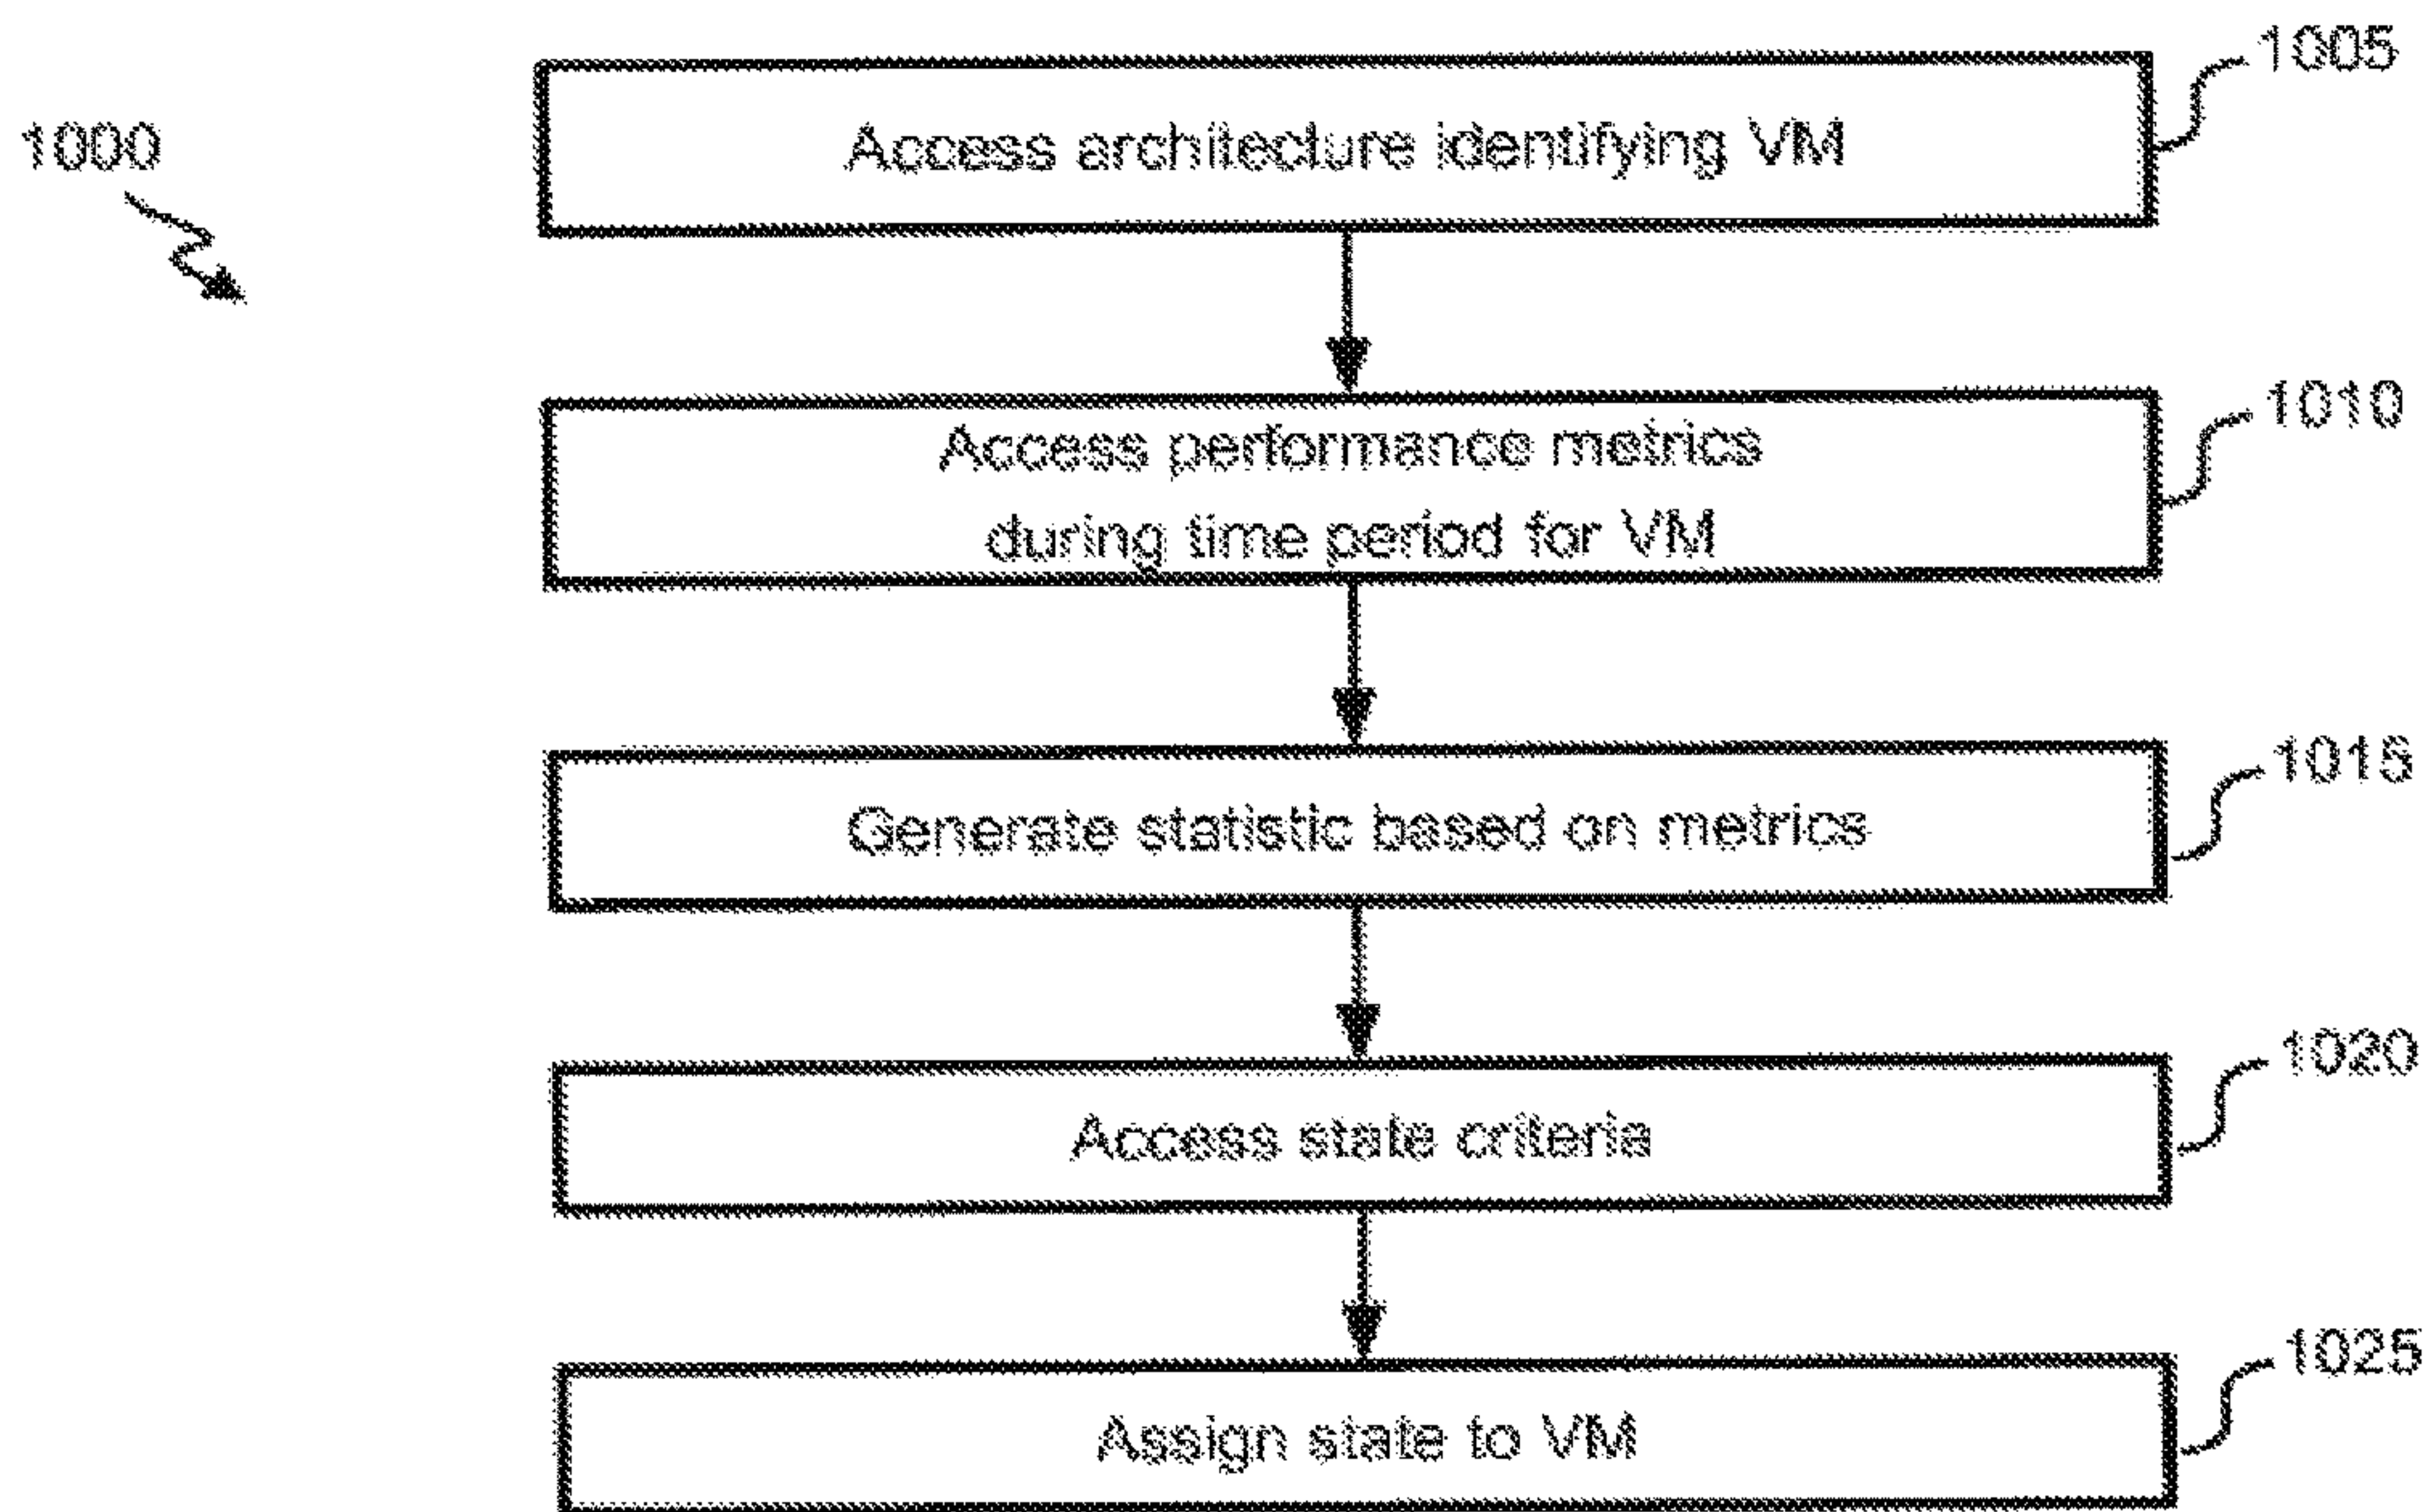 1005
1000
Access architecture identifying VM
1010
Access performance metrics
during time period for VM
1015
Generate statistic based on metrics
1020
Access state criteria
1025
Assign state to VM